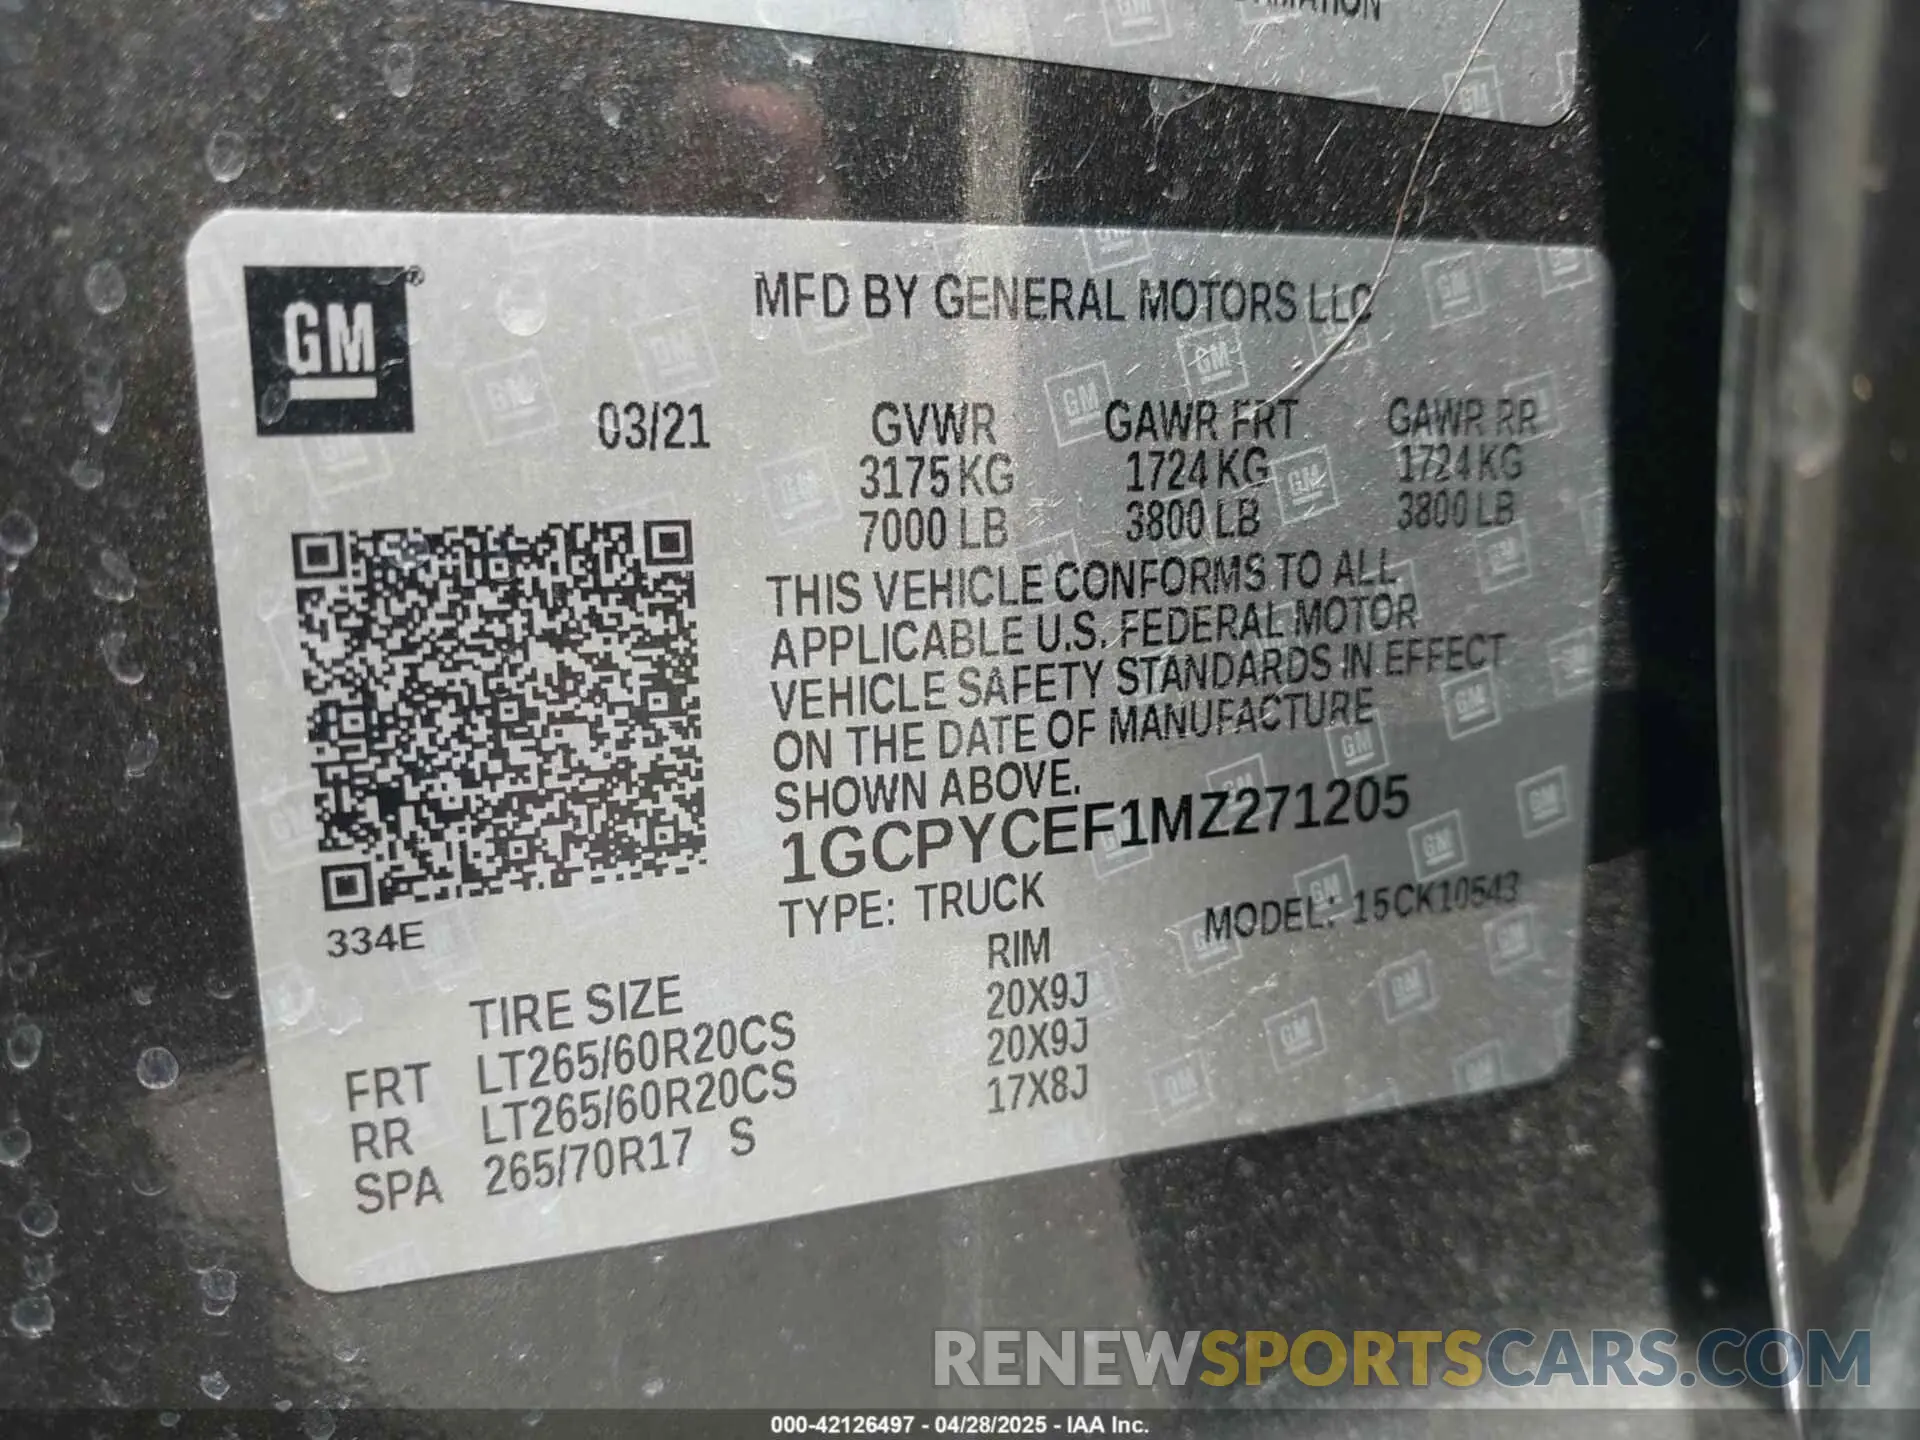 GM
MFD BY GENERAL MOTORS LLC
03/21
GVWR GAWR FRT GAWR RR
3175 KG 1724 KG 1724 KG
7000 LB 3800 LB 3800 LB
THIS VEHICLE CONFORMS TO ALL
APPLICABLE U.S. FEDERAL MOTOR
VEHICLE SAFETY STANDARDS IN EFFECT
ON THE DATE OF MANUFACTURE
SHOWN ABOVE.
1GCPYCEF1MZ271205
TYPE: TRUCK MODEL: 15CK10543
334E
TIRE SIZE RIM
FRT LT265/60R20CS 20X9J
RR LT265/60R20CS 20X9J
SPA 265/70R17 S 17X8J
RENEWSPORTSCARS.COM
000-42126497 - 04/28/2025 - IAA Inc.